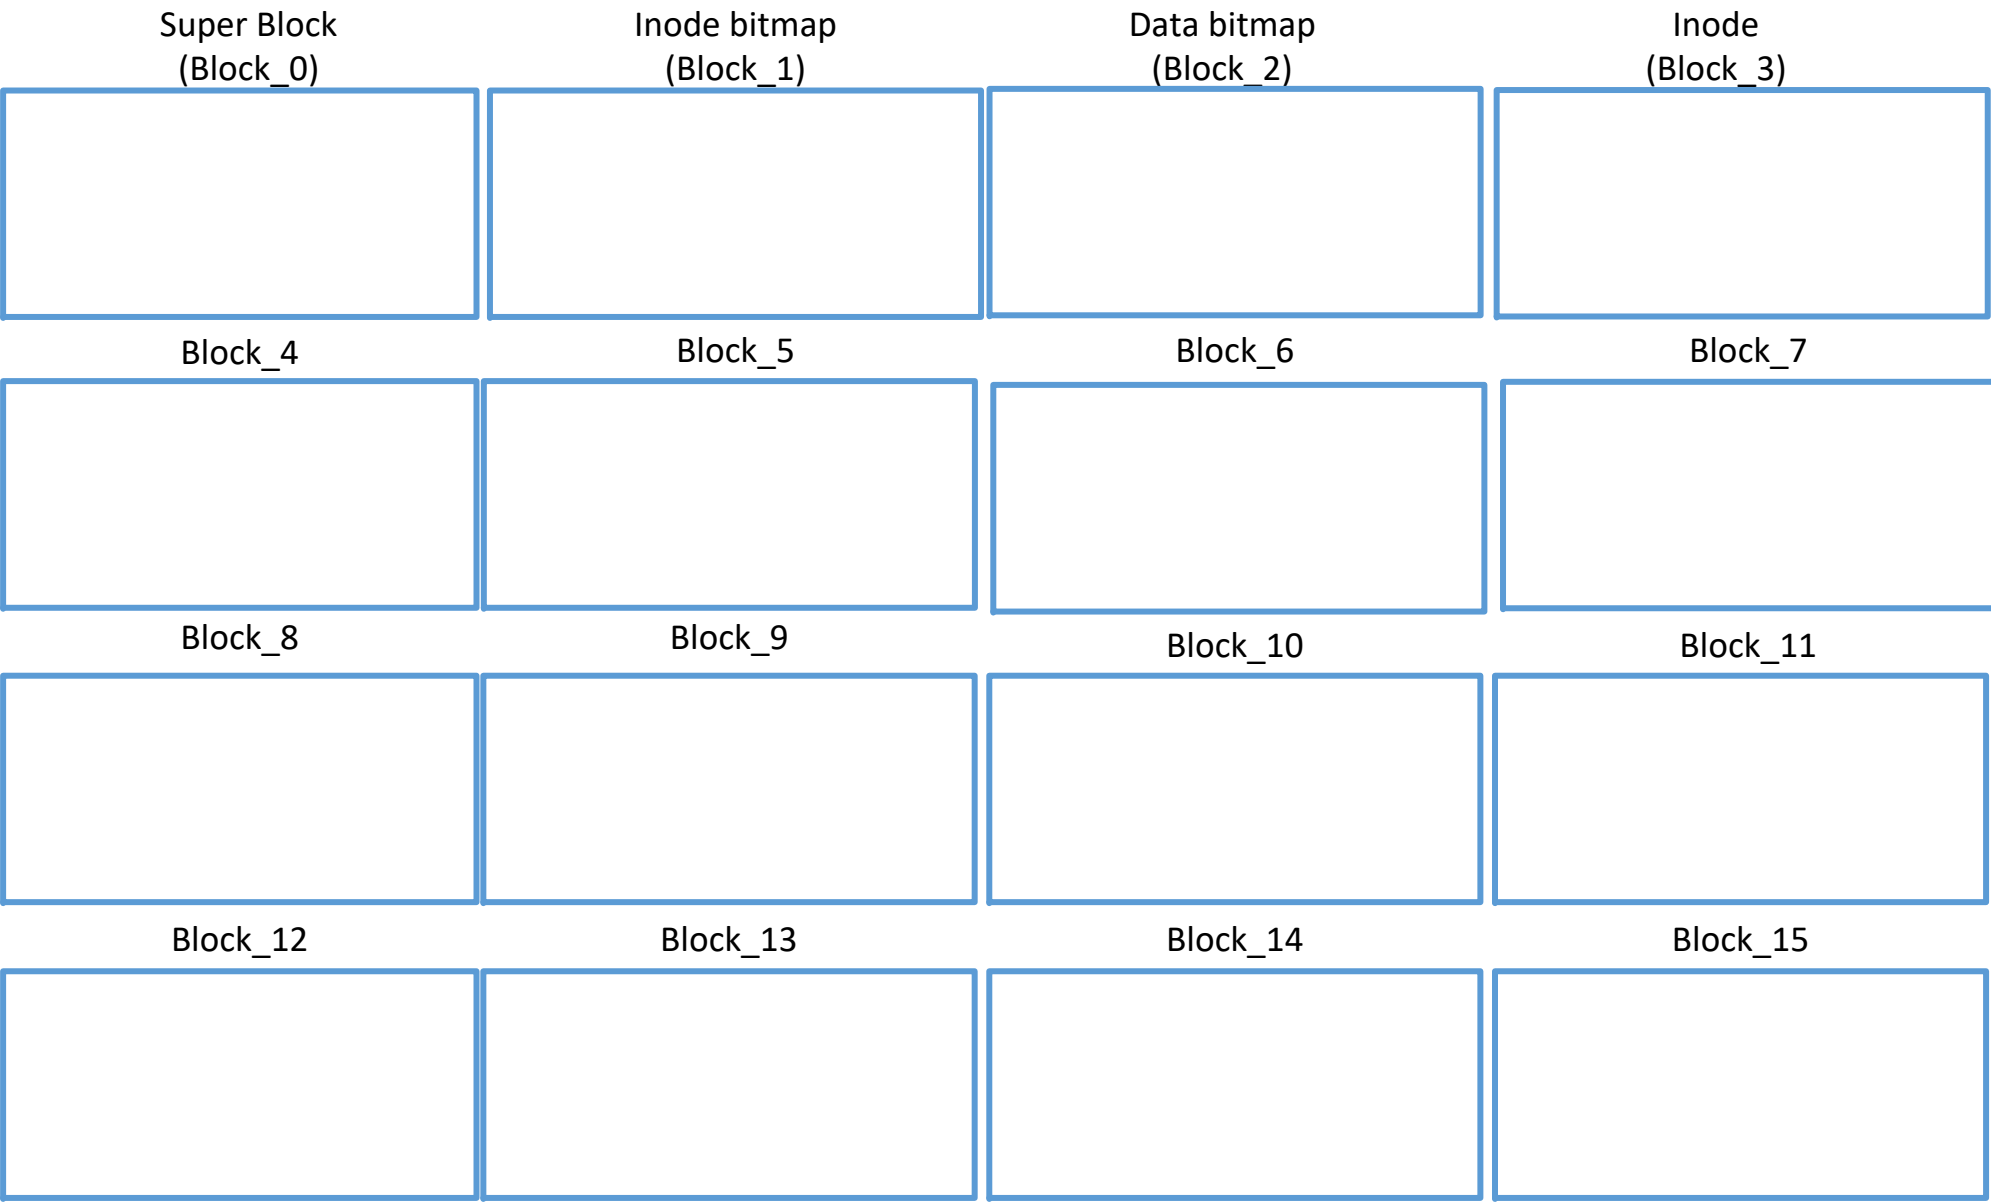 Super Block
(Block_0)
Inode bitmap
(Block_1)
Data bitmap
(Block_2)
Inode
(Block_3)
Block_4
Block_5
Block_6
Block_7
Block_8
Block_9
Block_10
Block_11
Block_12
Block_13
Block_14
Block_15